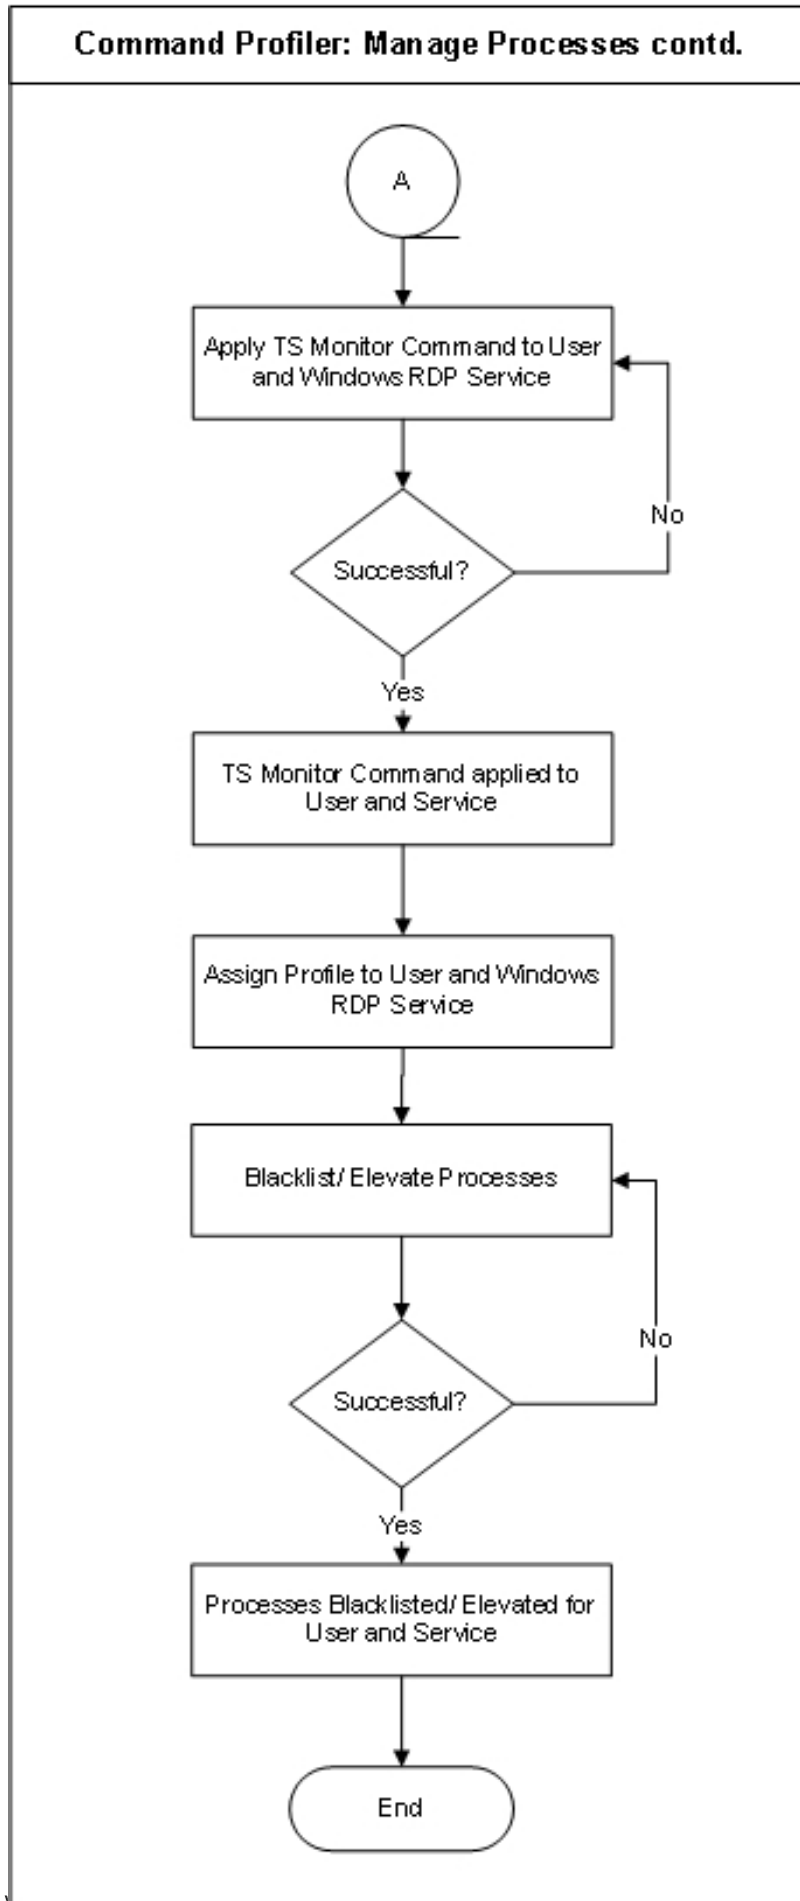 Command Profiler: Manage Processes contd.
A
Apply TS Monitor Command to User
and Windows RDP Service
No
Successful?
Yes
TS Monitor Command applied to
User and Service
Assign Profile to User and Windows
RDP Service
Blacklist/ Elevate Processes
No
Successful?
Yes
Processes Blacklisted/ Elevated for
User and Service
End